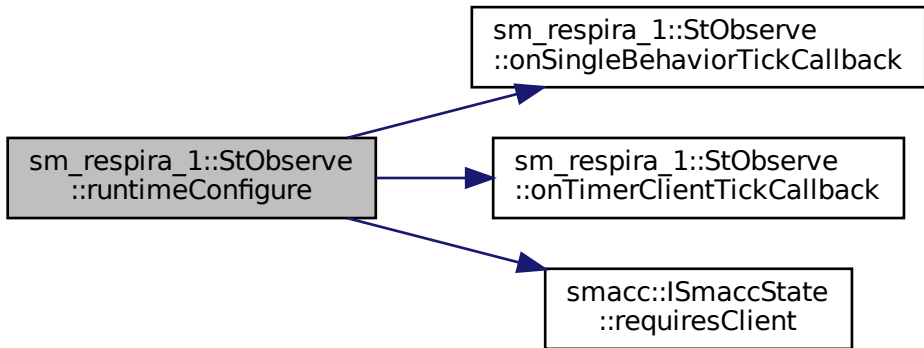 sm_respira_1::StObserve
::onSingleBehaviorTickCallback
sm_respira_1::StObserve
::runtimeConfigure
sm_respira_1::StObserve
::onTimerClientTickCallback
smacc::ISmaccState
::requiresClient